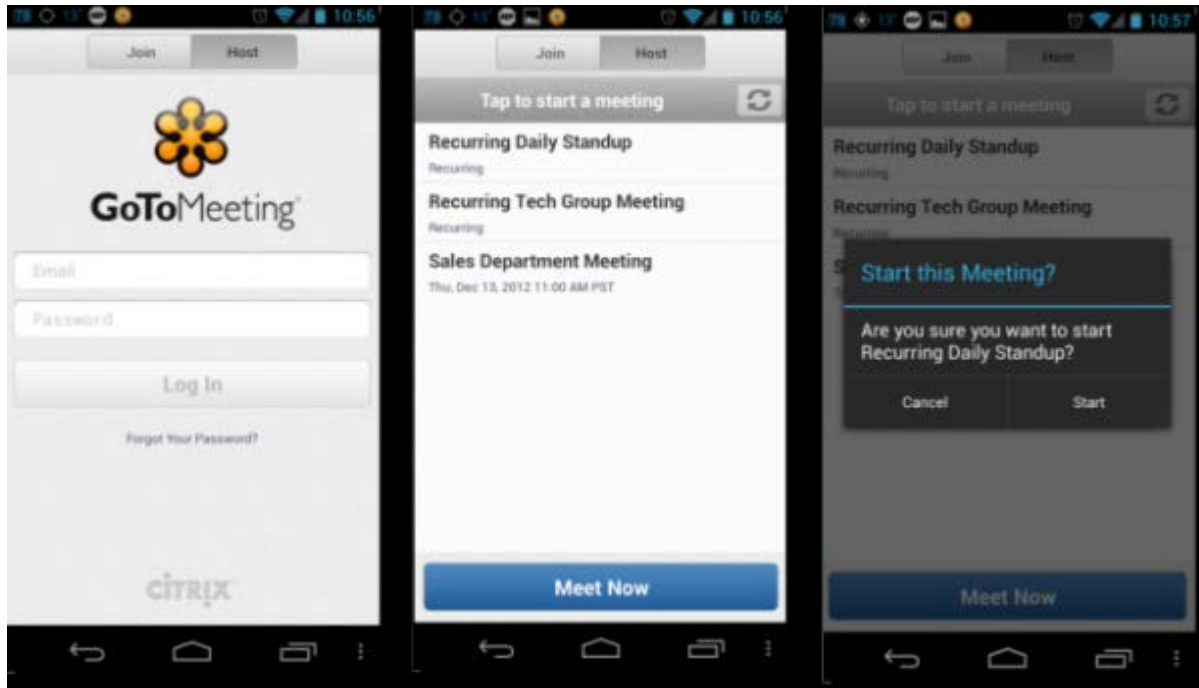 10:56
Join Host
GoToMeeting
Email
Password
Log In
Forgot Your Password?
CITRIX
10:56
Join Host
Tap to start a meeting
Recurring Daily Standup
Recurring
Recurring Tech Group Meeting
Recurring
Sales Department Meeting
Thu, Dec 13, 2012 11:00 AM PST
Meet Now
10:57
Join Host
Tap to start a meeting
Recurring Daily Standup
Recurring
Recurring Tech Group Meeting
Start this Meeting?
Are you sure you want to start
Recurring Daily Standup?
Cancel Start
Meet Now